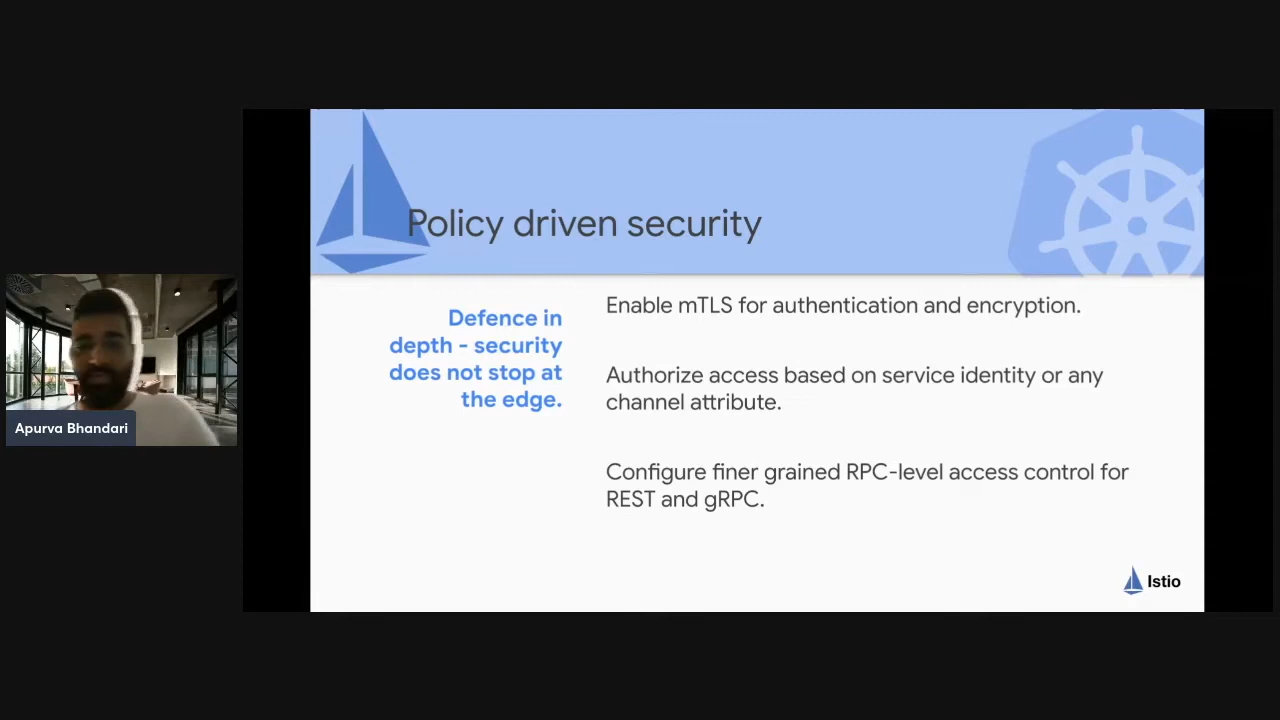 Policy driven security
Defence in
depth - security
does not stop at
the edge.
Enable mTLS for authentication and encryption.
Authorize access based on service identity or any
channel attribute.
Configure finer grained RPC-level access control for
REST and gRPC.
Istio
Apurva Bhandari